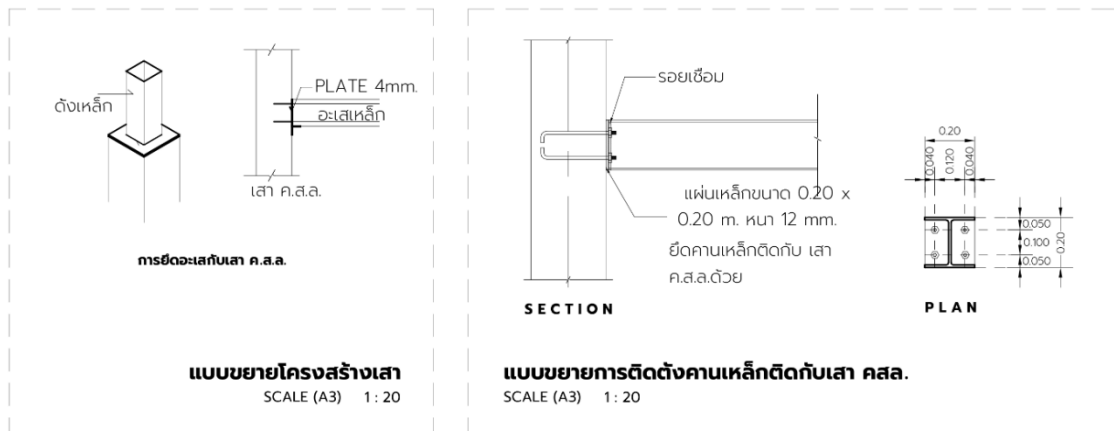 ดังเหล็ก
PLATE 4mm.
อะเสเหล็ก
เสา ค.ส.ล.
การยึดอะเสกับเสา ค.ส.ล.
แบบขยายโครงสร้างเสา
SCALE (A3) 1 : 20
รอยเชื่อม
แผ่นเหล็กขนาด 0.20 x
0.20 m. หนา 12 mm.
ยึดคานเหล็กติดกับ เสา
ค.ส.ล.ด้วย
SECTION
0.20
0.040
0.120
0.040
0.050
0.100
0.050
0.20
PLAN
แบบขยายการติดตั้งคานเหล็กติดกับเสา คสล.
SCALE (A3) 1 : 20